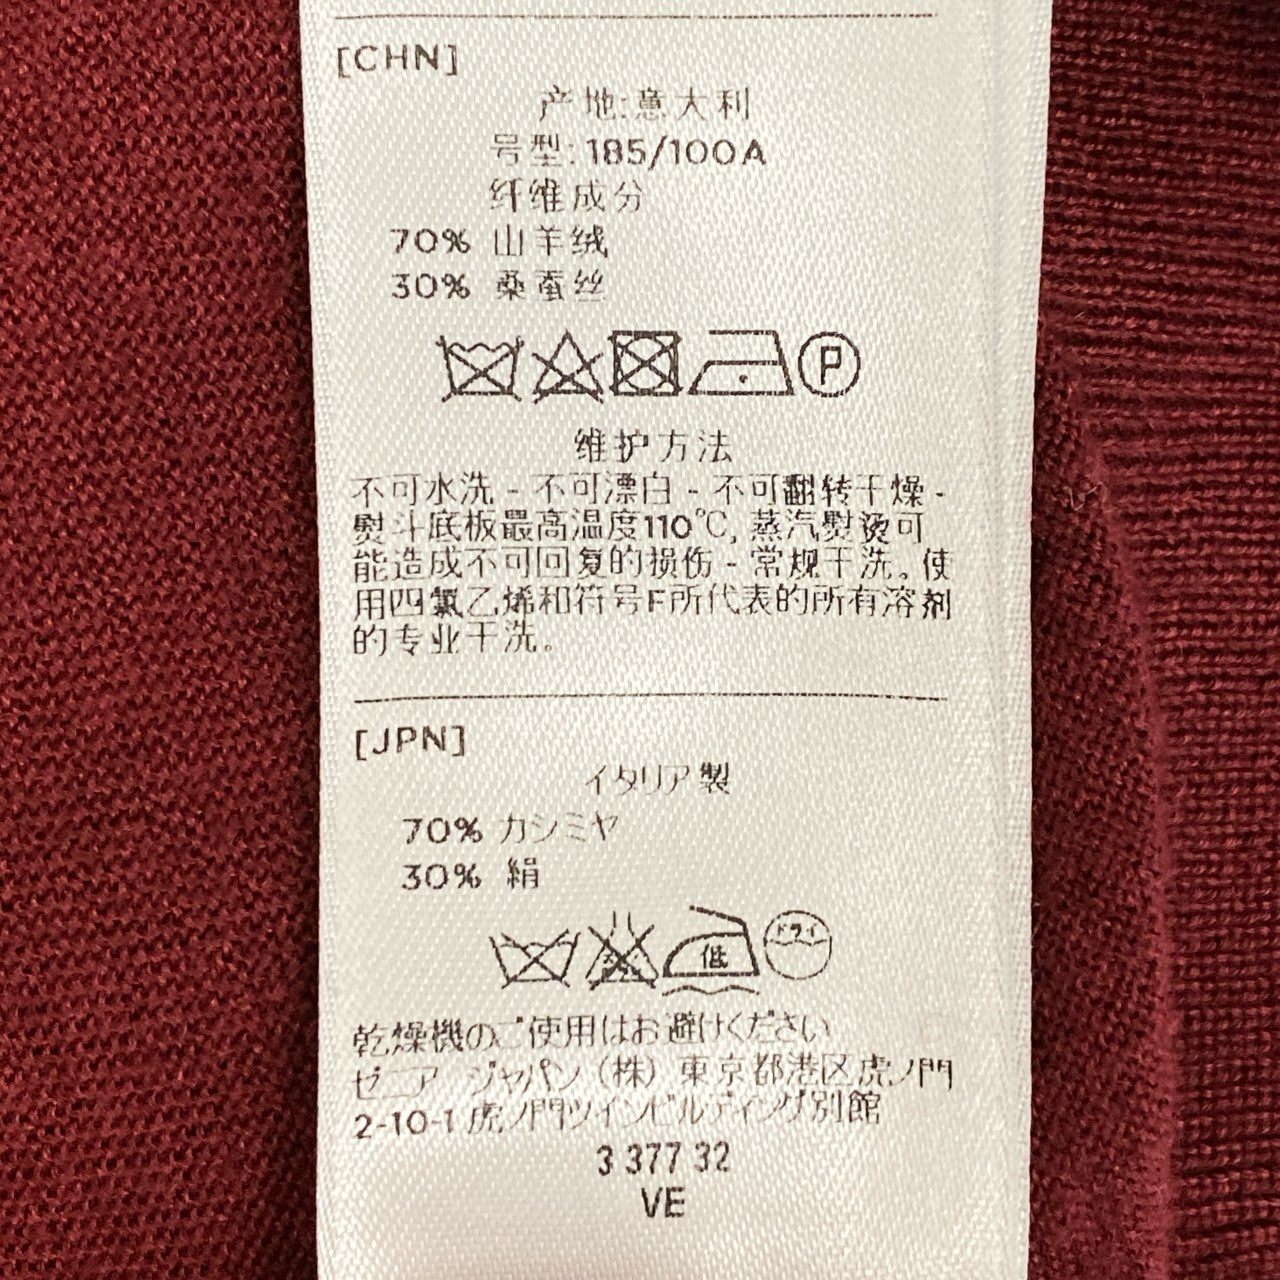 [CHN]
产地:意大利
号型:185/100A
纤维成分
70% 山羊绒
30% 桑蚕丝
P
维护方法
不可水洗 - 不可漂白 - 不可翻转干燥 -
熨斗底板最高温度110℃, 蒸汽熨烫可
能造成不可回复的损伤 - 常规干洗。使
用四氯乙烯和符号F所代表的所有溶剂
的专业干洗。
[JPN]
イタリア製
70% カシミヤ
30% 絹
低
ドライ
乾燥機のご使用はお避けください
ゼニア ジャパン (株) 東京都港区虎ノ門
2-10-1 虎ノ門ツインビルディング別館
3 377 32
VE